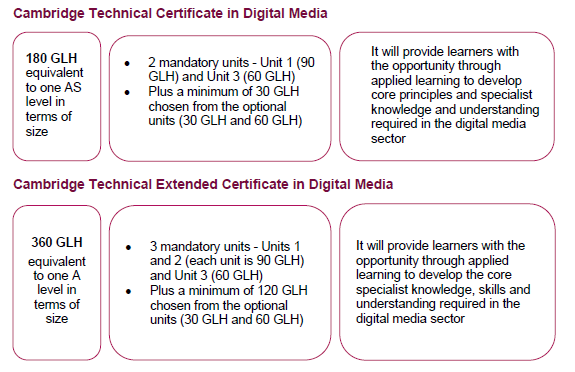 Cambridge Technical Certificate in Digital Media
180 GLH
equivalent
to one AS
level in
terms of
size
• 2 mandatory units - Unit 1 (90
GLH) and Unit 3 (60 GLH)
• Plus a minimum of 30 GLH
chosen from the optional
units (30 GLH and 60 GLH)
It will provide learners with
the opportunity through
applied learning to develop
core principles and specialist
knowledge and understanding
required in the digital media
sector
Cambridge Technical Extended Certificate in Digital Media
360 GLH
equivalent
to one A
level in
terms of
size
• 3 mandatory units - Units 1
and 2 (each unit is 90 GLH)
and Unit 3 (60 GLH)
• Plus a minimum of 120 GLH
chosen from the optional
units (30 GLH and 60 GLH)
It will provide learners with the
opportunity through applied
learning to develop the core
specialist knowledge, skills and
understanding required in the
digital media sector